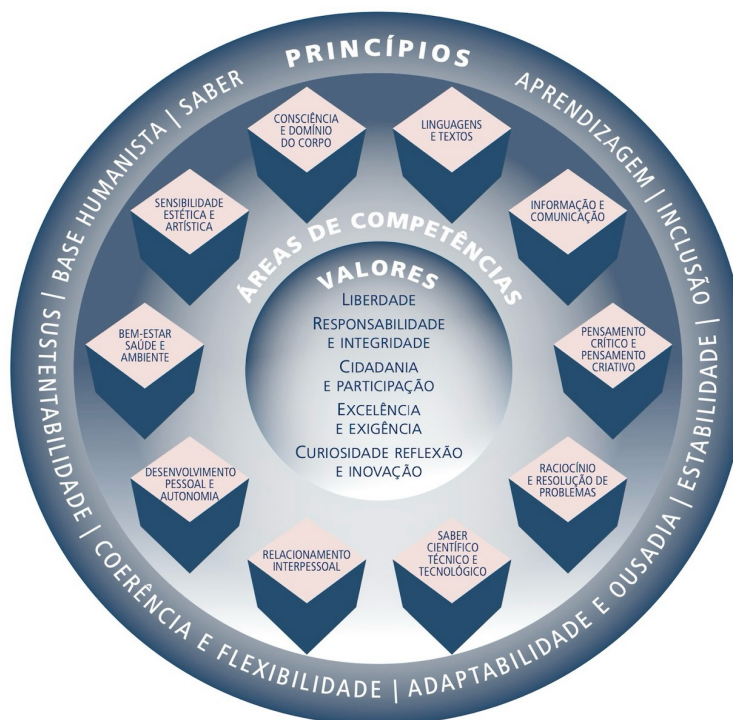 PRINCÍPIOS
BASE HUMANISTA | SABER
APRENDIZAGEM | INCLUSÃO | ESTABILIDADE | ADAPTABILIDADE E OUSADIA | COERÊNCIA E FLEXIBILIDADE | SUSTENTABILIDADE |
ÁREAS DE COMPETÊNCIAS
CONSCIÊNCIA
E DOMÍNIO
DO CORPO
LINGUAGENS
E TEXTOS
INFORMAÇÃO E
COMUNICAÇÃO
PENSAMENTO
CRÍTICO E
PENSAMENTO
CRIATIVO
RACIOCÍNIO
E RESOLUÇÃO DE
PROBLEMAS
SABER
CIENTÍFICO
TÉCNICO E
TECNOLÓGICO
RELACIONAMENTO
INTERPESSOAL
DESENVOLVIMENTO
PESSOAL E
AUTONOMIA
BEM-ESTAR
SAÚDE E
AMBIENTE
SENSIBILIDADE
ESTÉTICA E
ARTÍSTICA
VALORES
LIBERDADE
RESPONSABILIDADE
E INTEGRIDADE
CIDADANIA
E PARTICIPAÇÃO
EXCELÊNCIA
E EXIGÊNCIA
CURIOSIDADE REFLEXÃO
E INOVAÇÃO